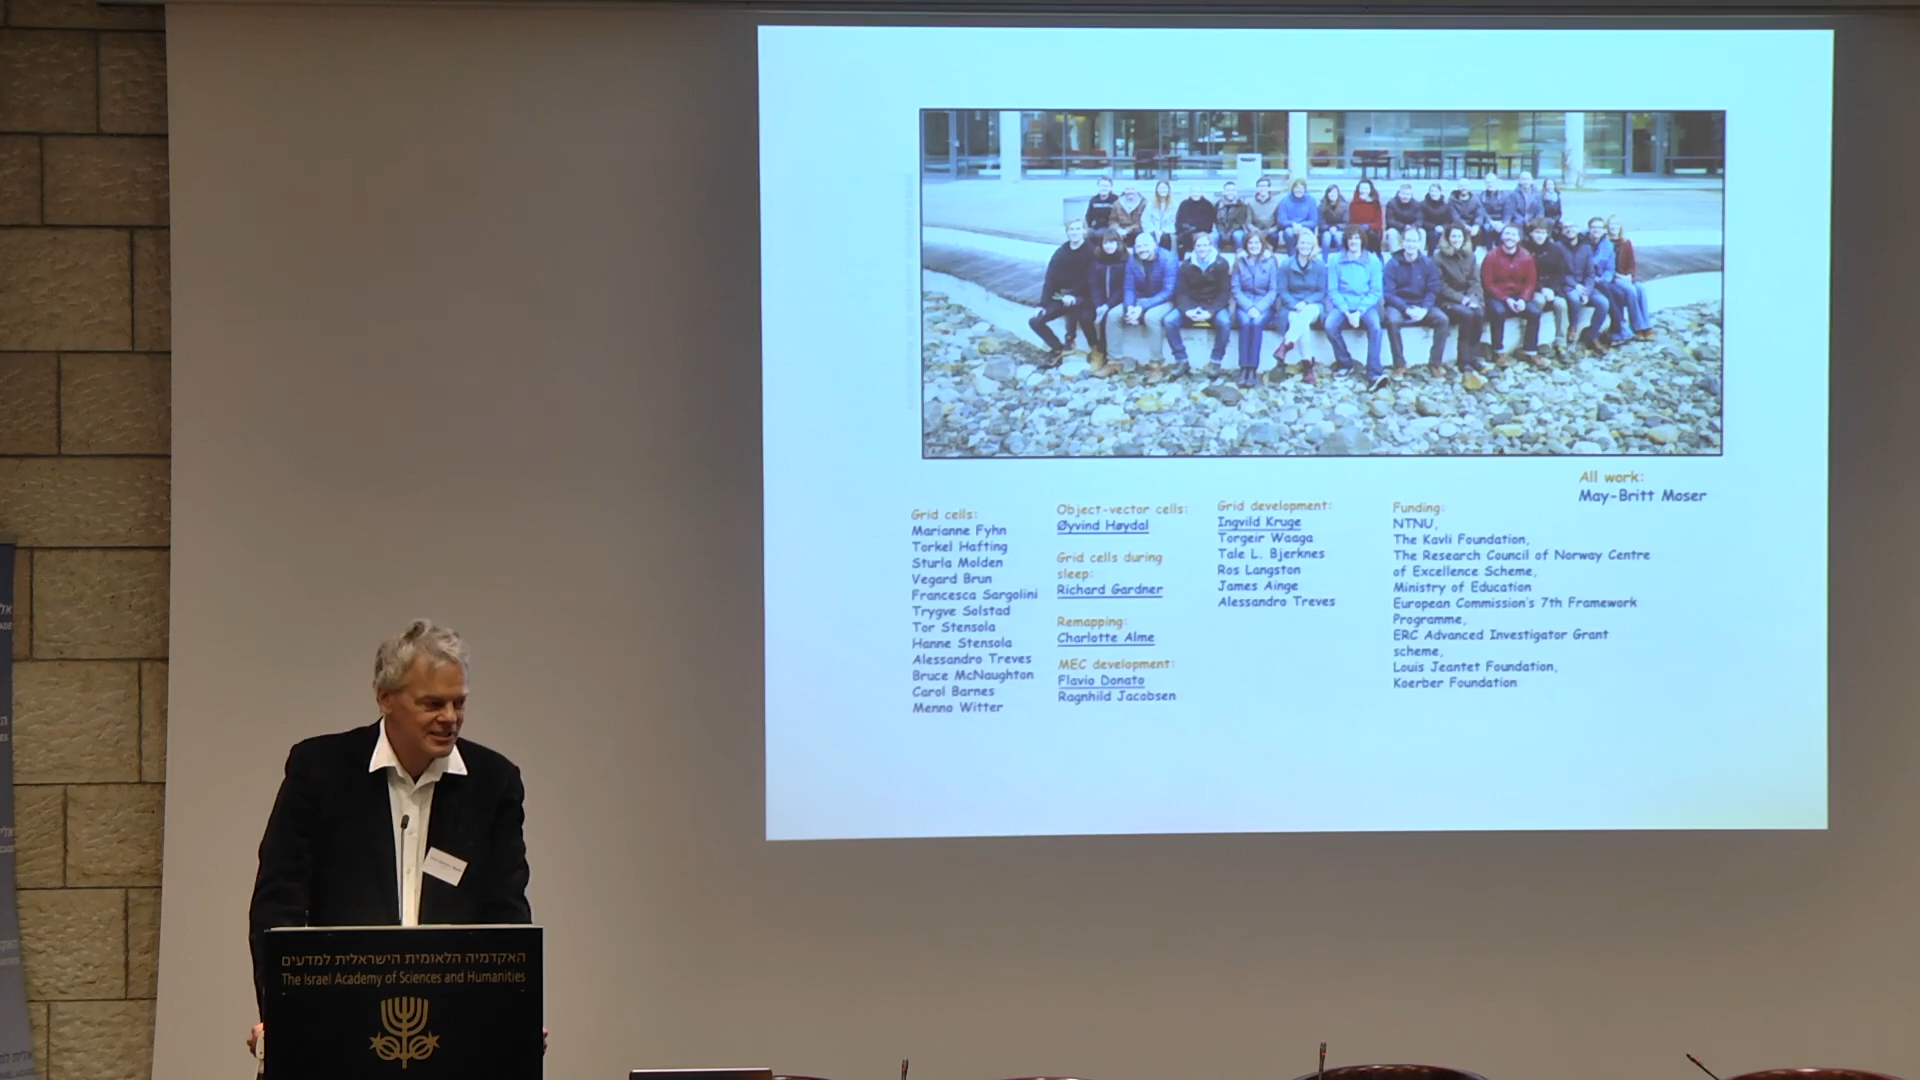 All work:
May-Britt Moser
Grid cells:
Marianne Fyhn
Torkel Hafting
Sturla Molden
Vegard Brun
Francesca Sargolini
Trygve Solstad
Tor Stensola
Hanne Stensola
Alessandro Treves
Bruce McNaughton
Carol Barnes
Menno Witter
Object-vector cells:
Øyvind Høydal
Grid cells during
sleep:
Richard Gardner
Remapping:
Charlotte Alme
MEC development:
Flavio Donato
Ragnhild Jacobsen
Grid development:
Ingvild Kruge
Torgeir Waaga
Tale L. Bjerknes
Ros Langston
James Ainge
Alessandro Treves
Funding:
NTNU,
The Kavli Foundation,
The Research Council of Norway Centre
of Excellence Scheme,
Ministry of Education
European Commission's 7th Framework
Programme,
ERC Advanced Investigator Grant
scheme,
Louis Jeantet Foundation,
Koerber Foundation
האקדמיה הלאומית הישראלית למדעים
The Israel Academy of Sciences and Humanities